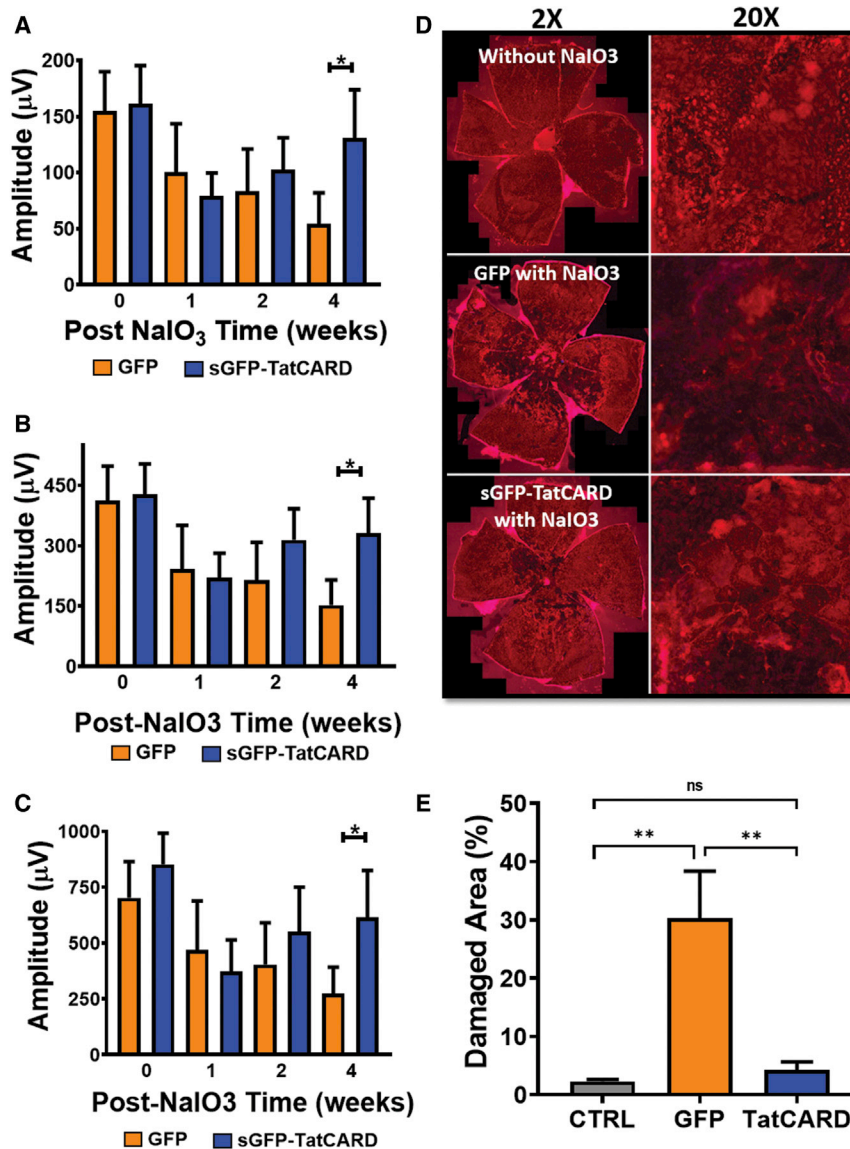 A
200
150
100
50
0
Amplitude (µV)
*
0 1 2 4
Post NaIO₃ Time (weeks)
GFP sGFP-TatCARD
B
450
300
150
0
Amplitude (µV)
*
0 1 2 4
Post-NaIO3 Time (weeks)
GFP sGFP-TatCARD
C
1000
750
500
250
0
Amplitude (µV)
*
0 1 2 4
Post-NaIO3 Time (weeks)
GFP sGFP-TatCARD
D
2X 20X
Without NaIO3
GFP with NaIO3
sGFP-TatCARD
with NaIO3
E
50
40
30
20
10
0
Damaged Area (%)
ns
** **
CTRL GFP TatCARD